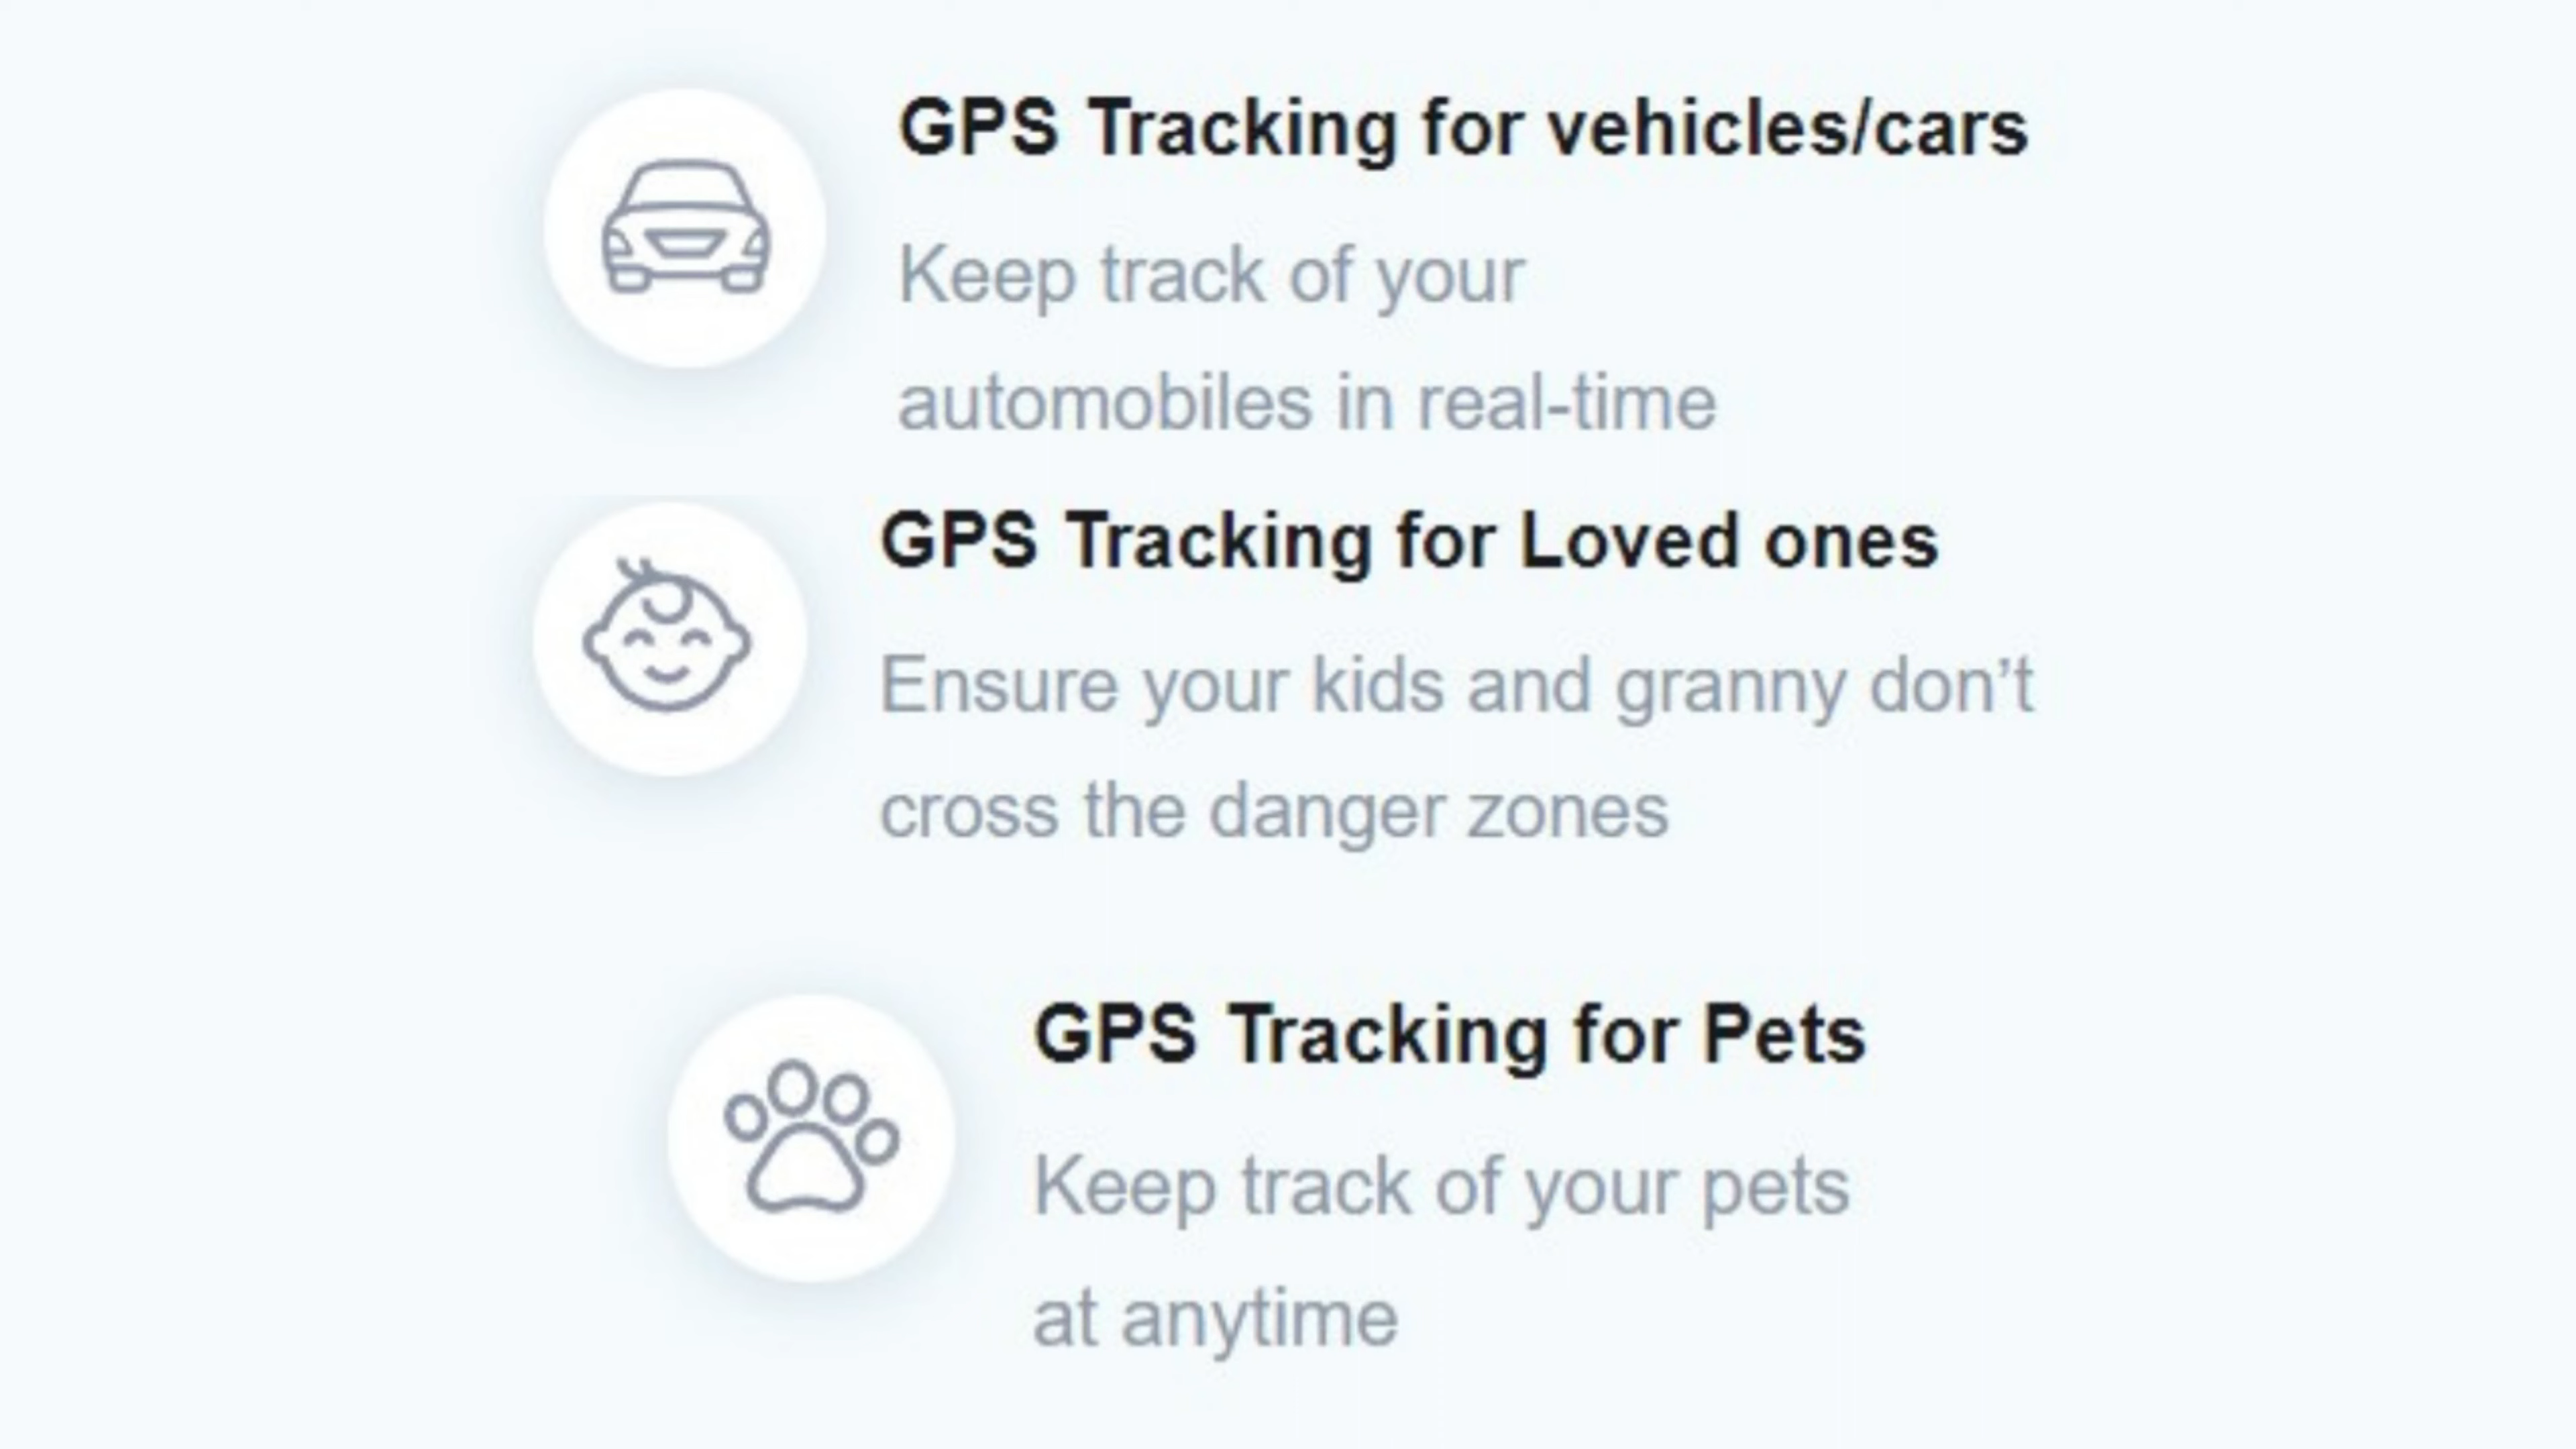 GPS Tracking for vehicles/cars
Keep track of your
automobiles in real-time
GPS Tracking for Loved ones
Ensure your kids and granny don’t
cross the danger zones
GPS Tracking for Pets
Keep track of your pets
at anytime